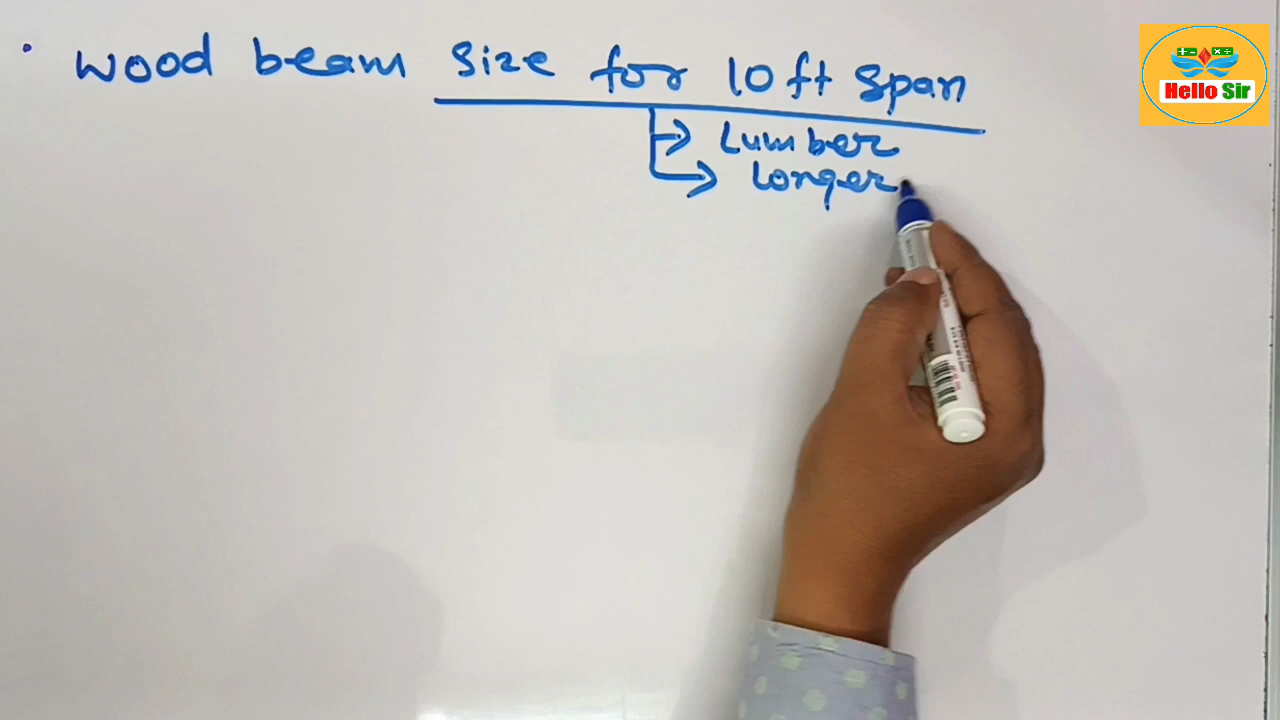 • Wood beam size for 10 ft span
→ Lumber
→ Longer
Hello Sir